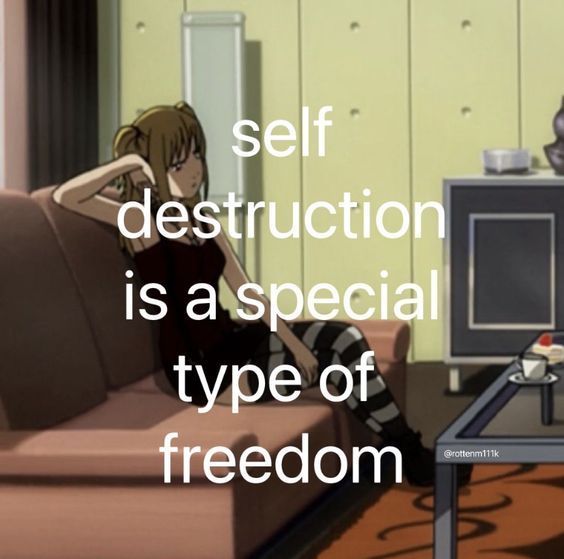 self
destruction
is a special
type of
freedom
@rottenm111k